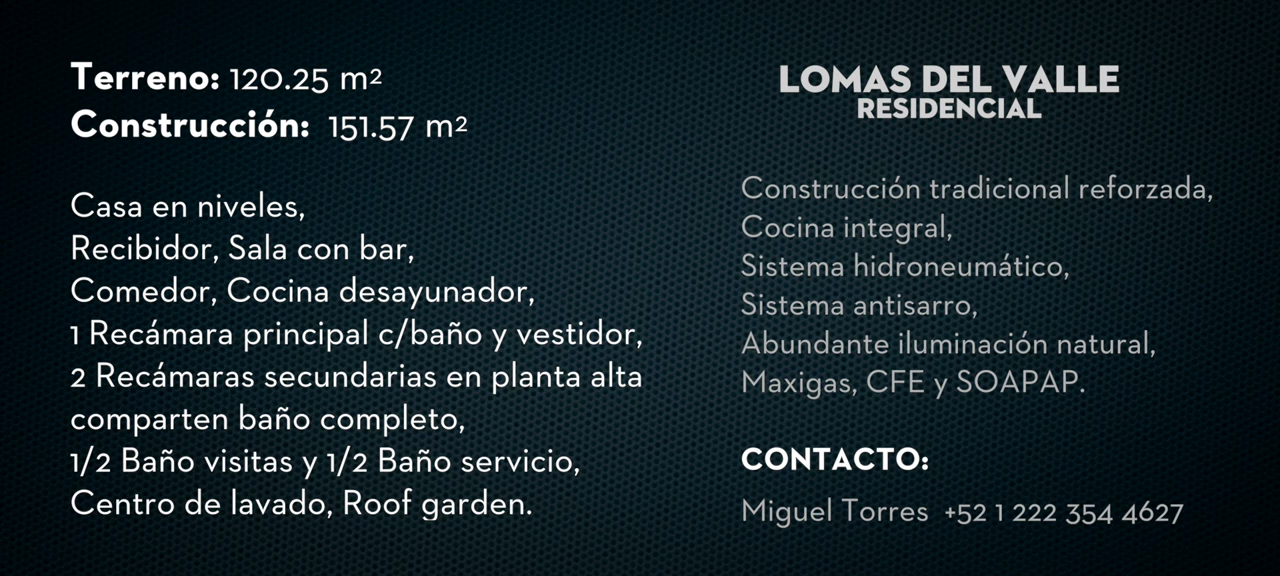 Terreno: 120.25 m²
Construcción: 151.57 m²
Casa en niveles,
Recibidor, Sala con bar,
Comedor, Cocina desayunador,
1 Recámara principal c/baño y vestidor,
2 Recámaras secundarias en planta alta
comparten baño completo,
1/2 Baño visitas y 1/2 Baño servicio,
Centro de lavado, Roof garden.
LOMAS DEL VALLE
RESIDENCIAL
Construcción tradicional reforzada,
Cocina integral,
Sistema hidroneumático,
Sistema antisarro,
Abundante iluminación natural,
Maxigas, CFE y SOAPAP.
CONTACTO:
Miguel Torres +52 1 222 354 4627